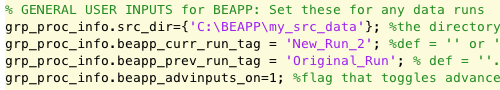 % GENERAL USER INPUTS for BEAPP: Set these for any data runs
grp_proc_info.src_dir={'C:\BEAPP\my_src_data'}; %the directory
grp_proc_info.beapp_curr_run_tag = 'New_Run_2'; %def = '' or '
grp_proc_info.beapp_prev_run_tag = 'Original_Run'; % def = ''.
grp_proc_info.beapp_advinputs_on=1; %flag that toggles advance